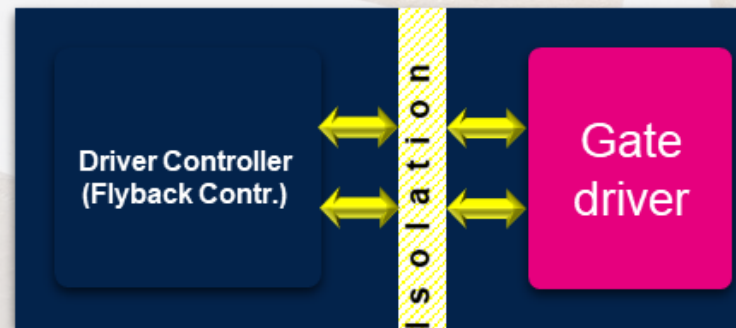 Driver Controller
(Flyback Contr.)
Isolation
Gate
driver